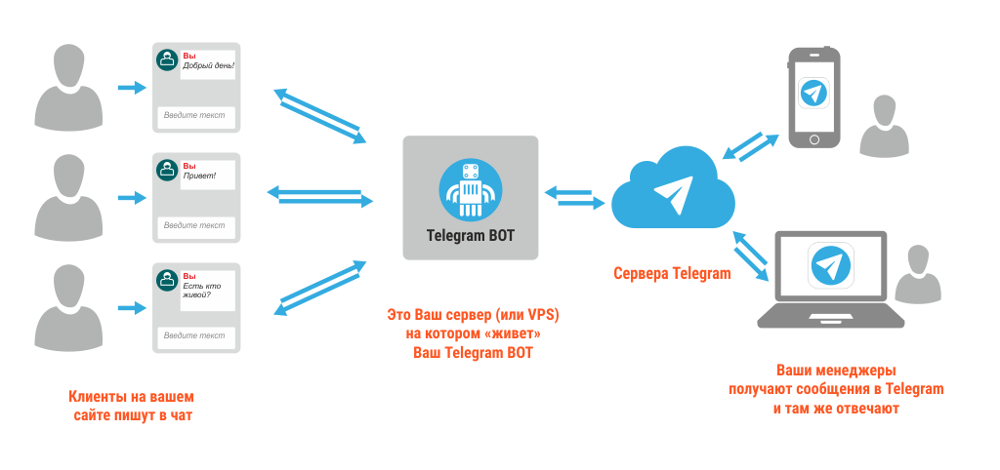 Вы
Добрый день!
Введите текст
Вы
Привет!
Введите текст
Вы
Есть кто
живой?
Введите текст
Клиенты на вашем
сайте пишут в чат
Telegram BOT
Это Ваш сервер (или VPS)
на котором «живет»
Ваш Telegram BOT
Сервера Telegram
Ваши менеджеры
получают сообщения в Telegram
и там же отвечают